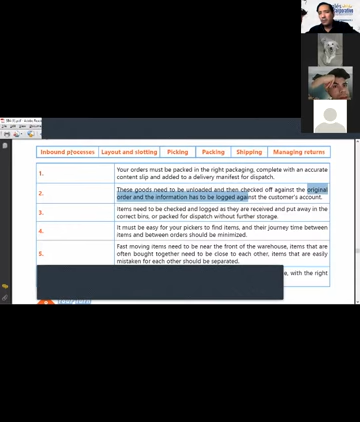 Inbound processes Layout and slotting Picking Packing Shipping Managing returns
1.
Your orders must be packed in the right packaging, complete with an accurate
content slip and added to a delivery manifest for dispatch.
2.
These goods need to be unloaded and then checked off against the original
order and the information has to be logged against the customer's account.
3.
Items need to be checked and logged as they are received and put away in the
correct bins, or packed for dispatch without further storage.
4.
It must be easy for your pickers to find items, and their journey time between
items and between orders should be minimized.
5.
Fast moving items need to be near the front of the warehouse, items that are
often bought together need to be close to each other, items that are easily
mistaken for each other should be separated.
, with the right